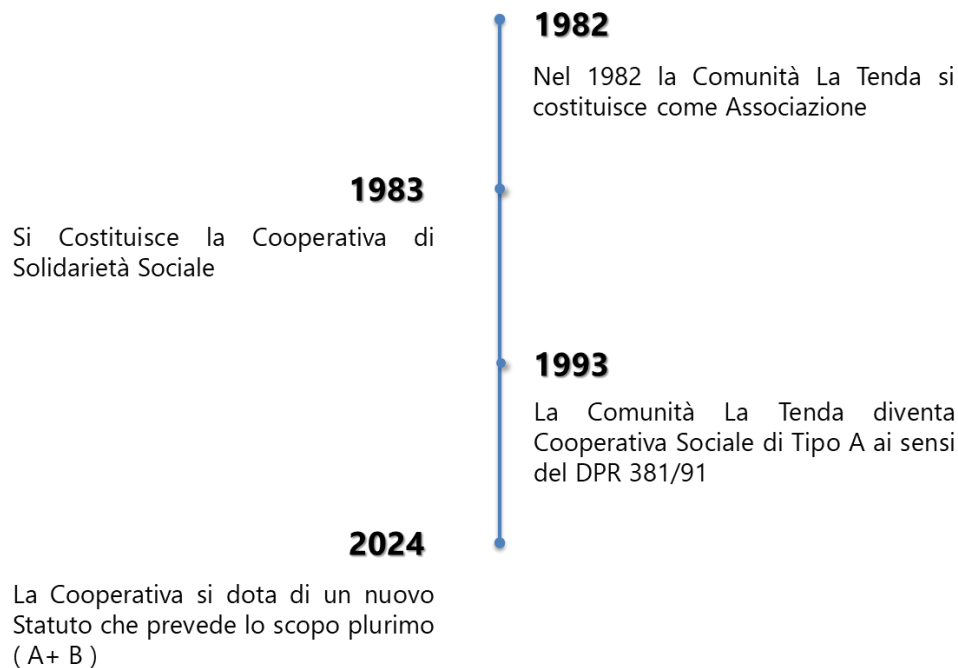 1982
Nel 1982 la Comunità La Tenda si
costituisce come Associazione
1983
Si Costituisce la Cooperativa di
Solidarietà Sociale
1993
La Comunità La Tenda diventa
Cooperativa Sociale di Tipo A ai sensi
del DPR 381/91
2024
La Cooperativa si dota di un nuovo
Statuto che prevede lo scopo plurimo
( A+ B )